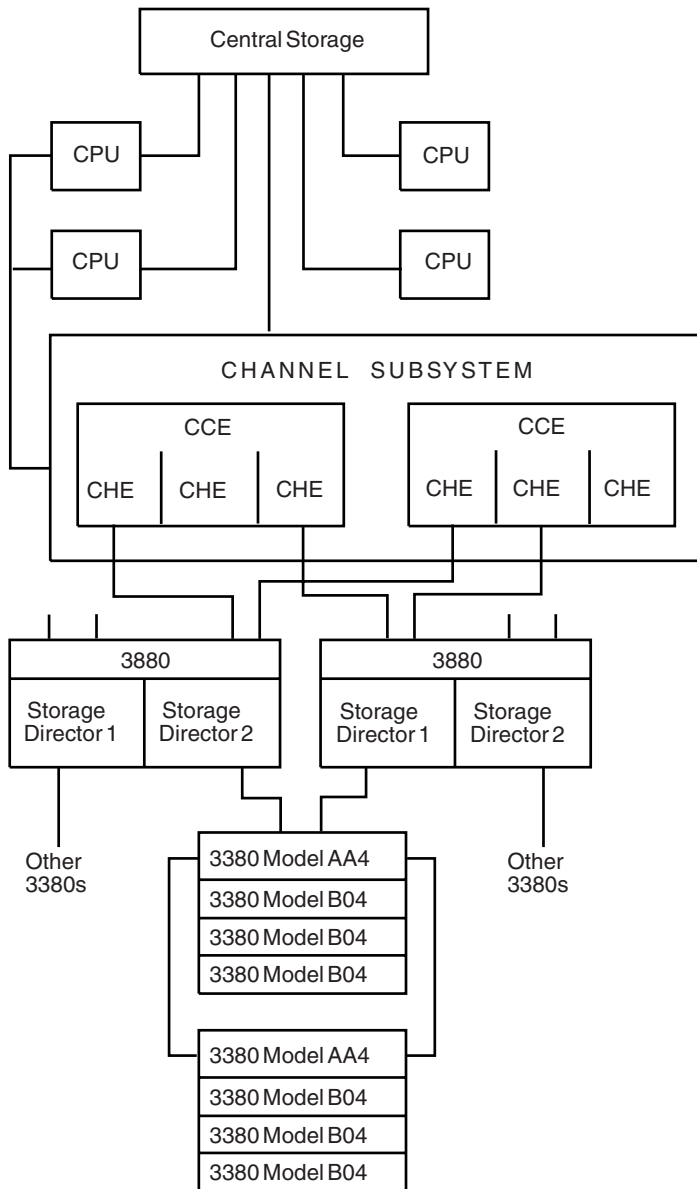 Central Storage
CPU
CPU
CPU
CPU
CHANNEL SUBSYSTEM
CCE
CCE
CHE CHE CHE
CHE CHE CHE
3880
3880
Storage
Director 1
Storage
Director 2
Storage
Director 1
Storage
Director 2
Other
3380s
Other
3380s
3380 Model AA4
3380 Model B04
3380 Model B04
3380 Model B04
3380 Model AA4
3380 Model B04
3380 Model B04
3380 Model B04